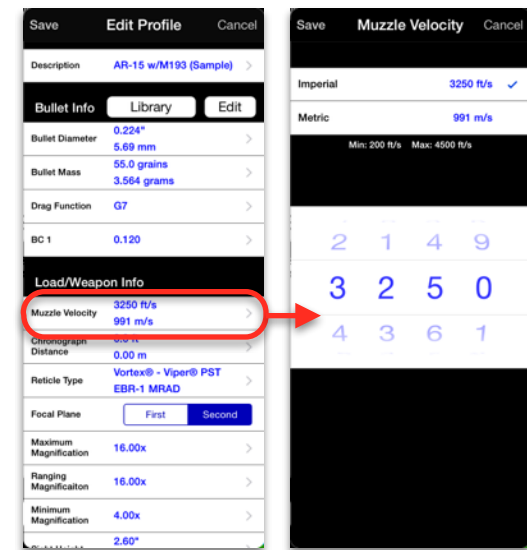 Save Edit Profile Cancel
Description AR-15 w/M193 (Sample)
Bullet Info Library Edit
Bullet Diameter 0.224"
5.69 mm
Bullet Mass 55.0 grains
3.564 grams
Drag Function G7
BC 1 0.120
Load/Weapon Info
Muzzle Velocity 3250 ft/s
991 m/s
Chronograph
Distance 0.00 m
Reticle Type Vortex® - Viper® PST
EBR-1 MRAD
Focal Plane First Second
Maximum
Magnification 16.00x
Ranging
Magnificaiton 16.00x
Minimum
Magnification 4.00x
2.60"
Save Muzzle Velocity Cancel
Imperial 3250 ft/s
Metric 991 m/s
Min: 200 ft/s Max: 4500 ft/s
2 1 4 9
3 2 5 0
4 3 6 1